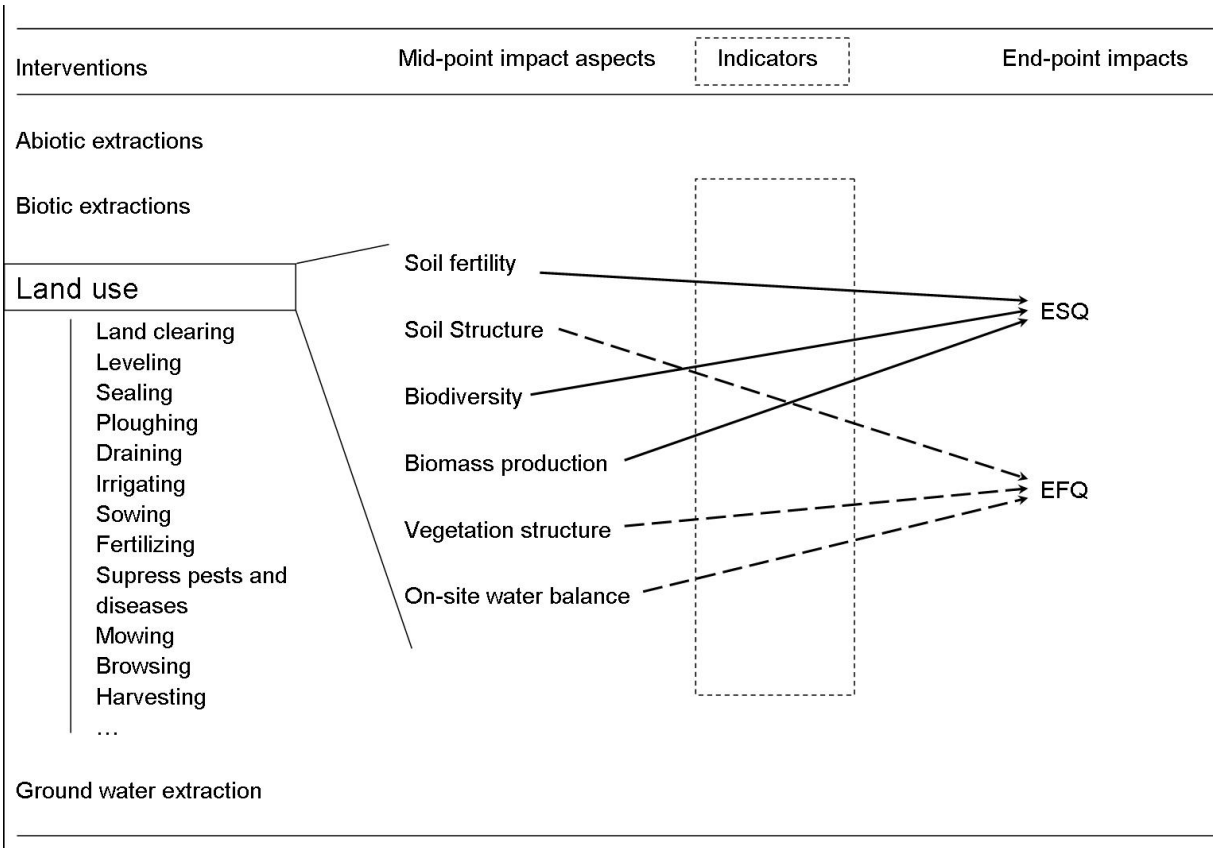 Interventions
Mid-point impact aspects
Indicators
End-point impacts
Abiotic extractions
Biotic extractions
Land use
Land clearing
Leveling
Sealing
Ploughing
Draining
Irrigating
Sowing
Fertilizing
Supress pests and
diseases
Mowing
Browsing
Harvesting
…
Ground water extraction
Soil fertility
Soil Structure
Biodiversity
Biomass production
Vegetation structure
On-site water balance
ESQ
EFQ